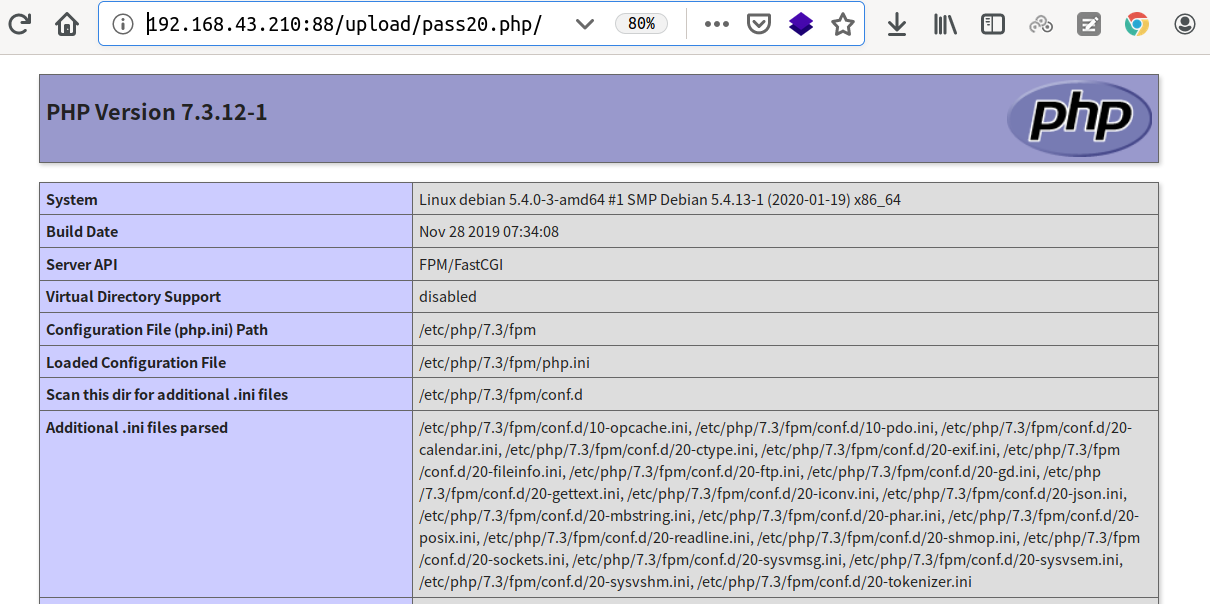 192.168.43.210:88/upload/pass20.php/ 80%
PHP Version 7.3.12-1
php
System Linux debian 5.4.0-3-amd64 #1 SMP Debian 5.4.13-1 (2020-01-19) x86_64
Build Date Nov 28 2019 07:34:08
Server API FPM/FastCGI
Virtual Directory Support disabled
Configuration File (php.ini) Path /etc/php/7.3/fpm
Loaded Configuration File /etc/php/7.3/fpm/php.ini
Scan this dir for additional .ini files /etc/php/7.3/fpm/conf.d
Additional .ini files parsed /etc/php/7.3/fpm/conf.d/10-opcache.ini, /etc/php/7.3/fpm/conf.d/10-pdo.ini, /etc/php/7.3/fpm/conf.d/20-
calendar.ini, /etc/php/7.3/fpm/conf.d/20-ctype.ini, /etc/php/7.3/fpm/conf.d/20-exif.ini, /etc/php/7.3/fpm
/conf.d/20-fileinfo.ini, /etc/php/7.3/fpm/conf.d/20-ftp.ini, /etc/php/7.3/fpm/conf.d/20-gd.ini, /etc/php
/7.3/fpm/conf.d/20-gettext.ini, /etc/php/7.3/fpm/conf.d/20-iconv.ini, /etc/php/7.3/fpm/conf.d/20-json.ini,
/etc/php/7.3/fpm/conf.d/20-mbstring.ini, /etc/php/7.3/fpm/conf.d/20-phar.ini, /etc/php/7.3/fpm/conf.d/20-
posix.ini, /etc/php/7.3/fpm/conf.d/20-readline.ini, /etc/php/7.3/fpm/conf.d/20-shmop.ini, /etc/php/7.3/fpm
/conf.d/20-sockets.ini, /etc/php/7.3/fpm/conf.d/20-sysvmsg.ini, /etc/php/7.3/fpm/conf.d/20-sysvsem.ini,
/etc/php/7.3/fpm/conf.d/20-sysvshm.ini, /etc/php/7.3/fpm/conf.d/20-tokenizer.ini